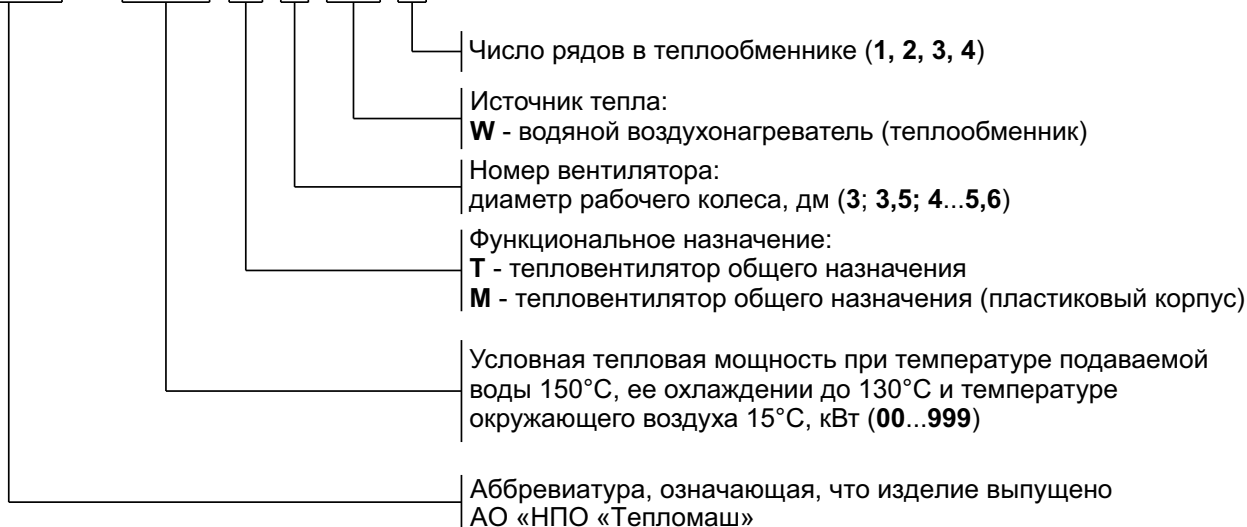 Число рядов в теплообменнике (1, 2, 3, 4)
Источник тепла:
W - водяной воздухонагреватель (теплообменник)
Номер вентилятора:
диаметр рабочего колеса, дм (3; 3,5; 4...5,6)
Функциональное назначение:
Т - тепловентилятор общего назначения
М - тепловентилятор общего назначения (пластиковый корпус)
Условная тепловая мощность при температуре подаваемой
воды 150°С, ее охлаждении до 130°С и температуре
окружающего воздуха 15°С, кВт (00...999)
Аббревиатура, означающая, что изделие выпущено
АО «НПО «Тепломаш»